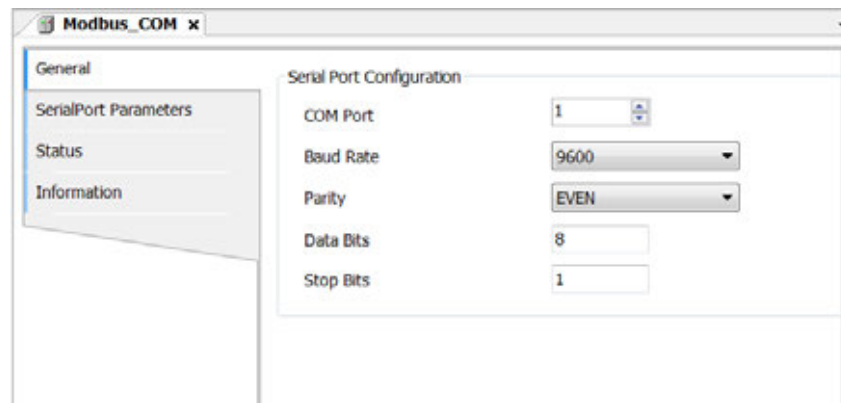 Modbus_COM x
General
SerialPort Parameters
Status
Information
Serial Port Configuration
COM Port 1
Baud Rate 9600
Parity EVEN
Data Bits 8
Stop Bits 1